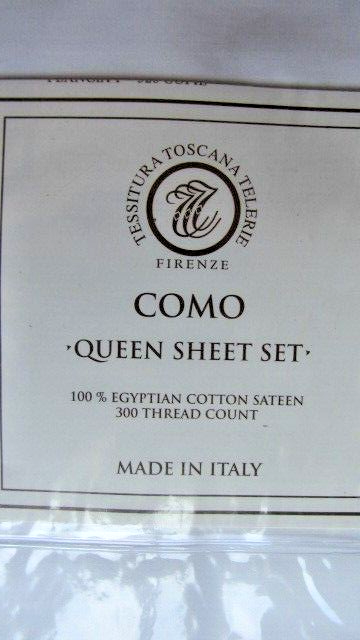 TESSITURA TOSCANA TELERIE
FIRENZE
COMO
·QUEEN SHEET SET·
100 % EGYPTIAN COTTON SATEEN
300 THREAD COUNT
MADE IN ITALY